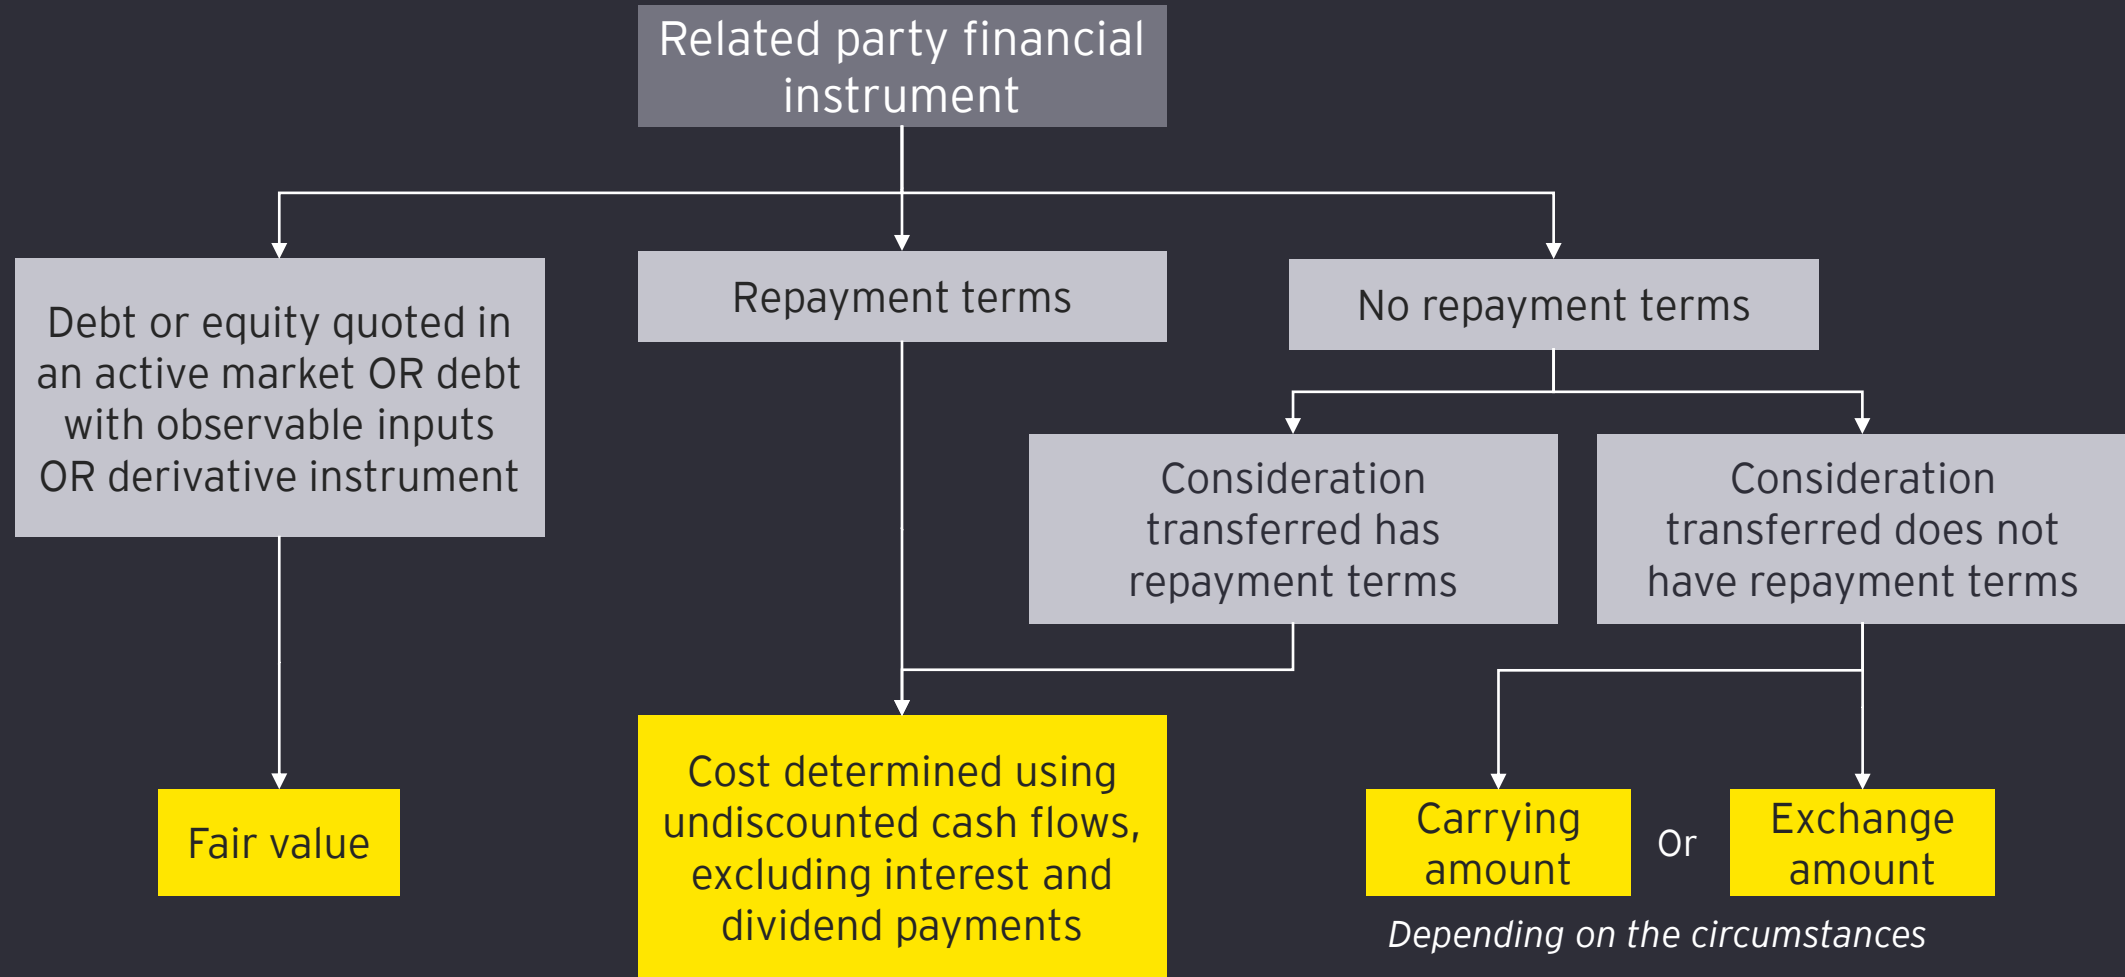 Related party financial
instrument
Debt or equity quoted in
an active market OR debt
with observable inputs
OR derivative instrument
Repayment terms
No repayment terms
Consideration
transferred has
repayment terms
Consideration
transferred does not
have repayment terms
Fair value
Cost determined using
undiscounted cash flows,
excluding interest and
dividend payments
Carrying
amount
Or
Exchange
amount
Depending on the circumstances